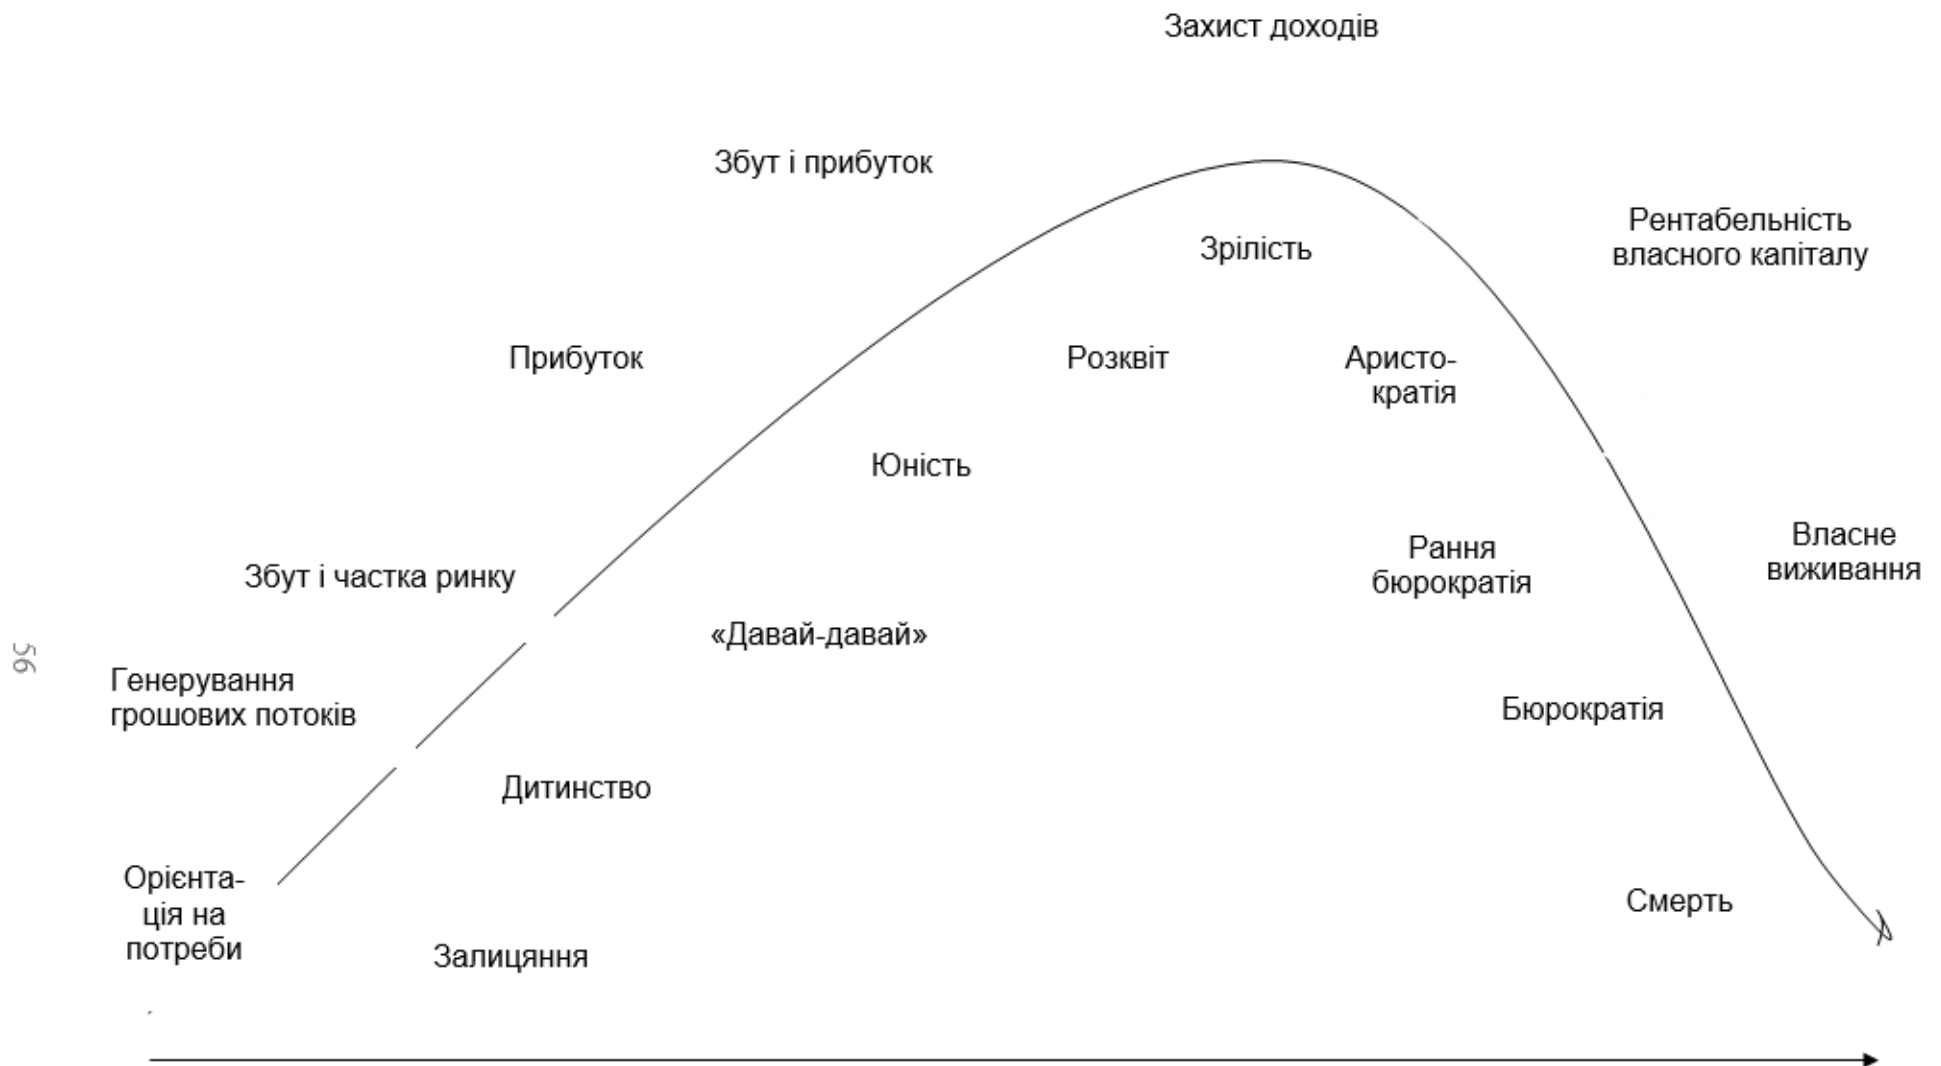 Захист доходів
Збут і прибуток
Рентабельність
власного капіталу
Зрілість
Прибуток
Розквіт
Аристо-
кратія
Юність
Збут і частка ринку
Рання
бюрократія
Власне
виживання
«Давай-давай»
56
Генерування
грошових потоків
Бюрократія
Дитинство
Орієнта-
ція на
потреби
Смерть
Залицяння